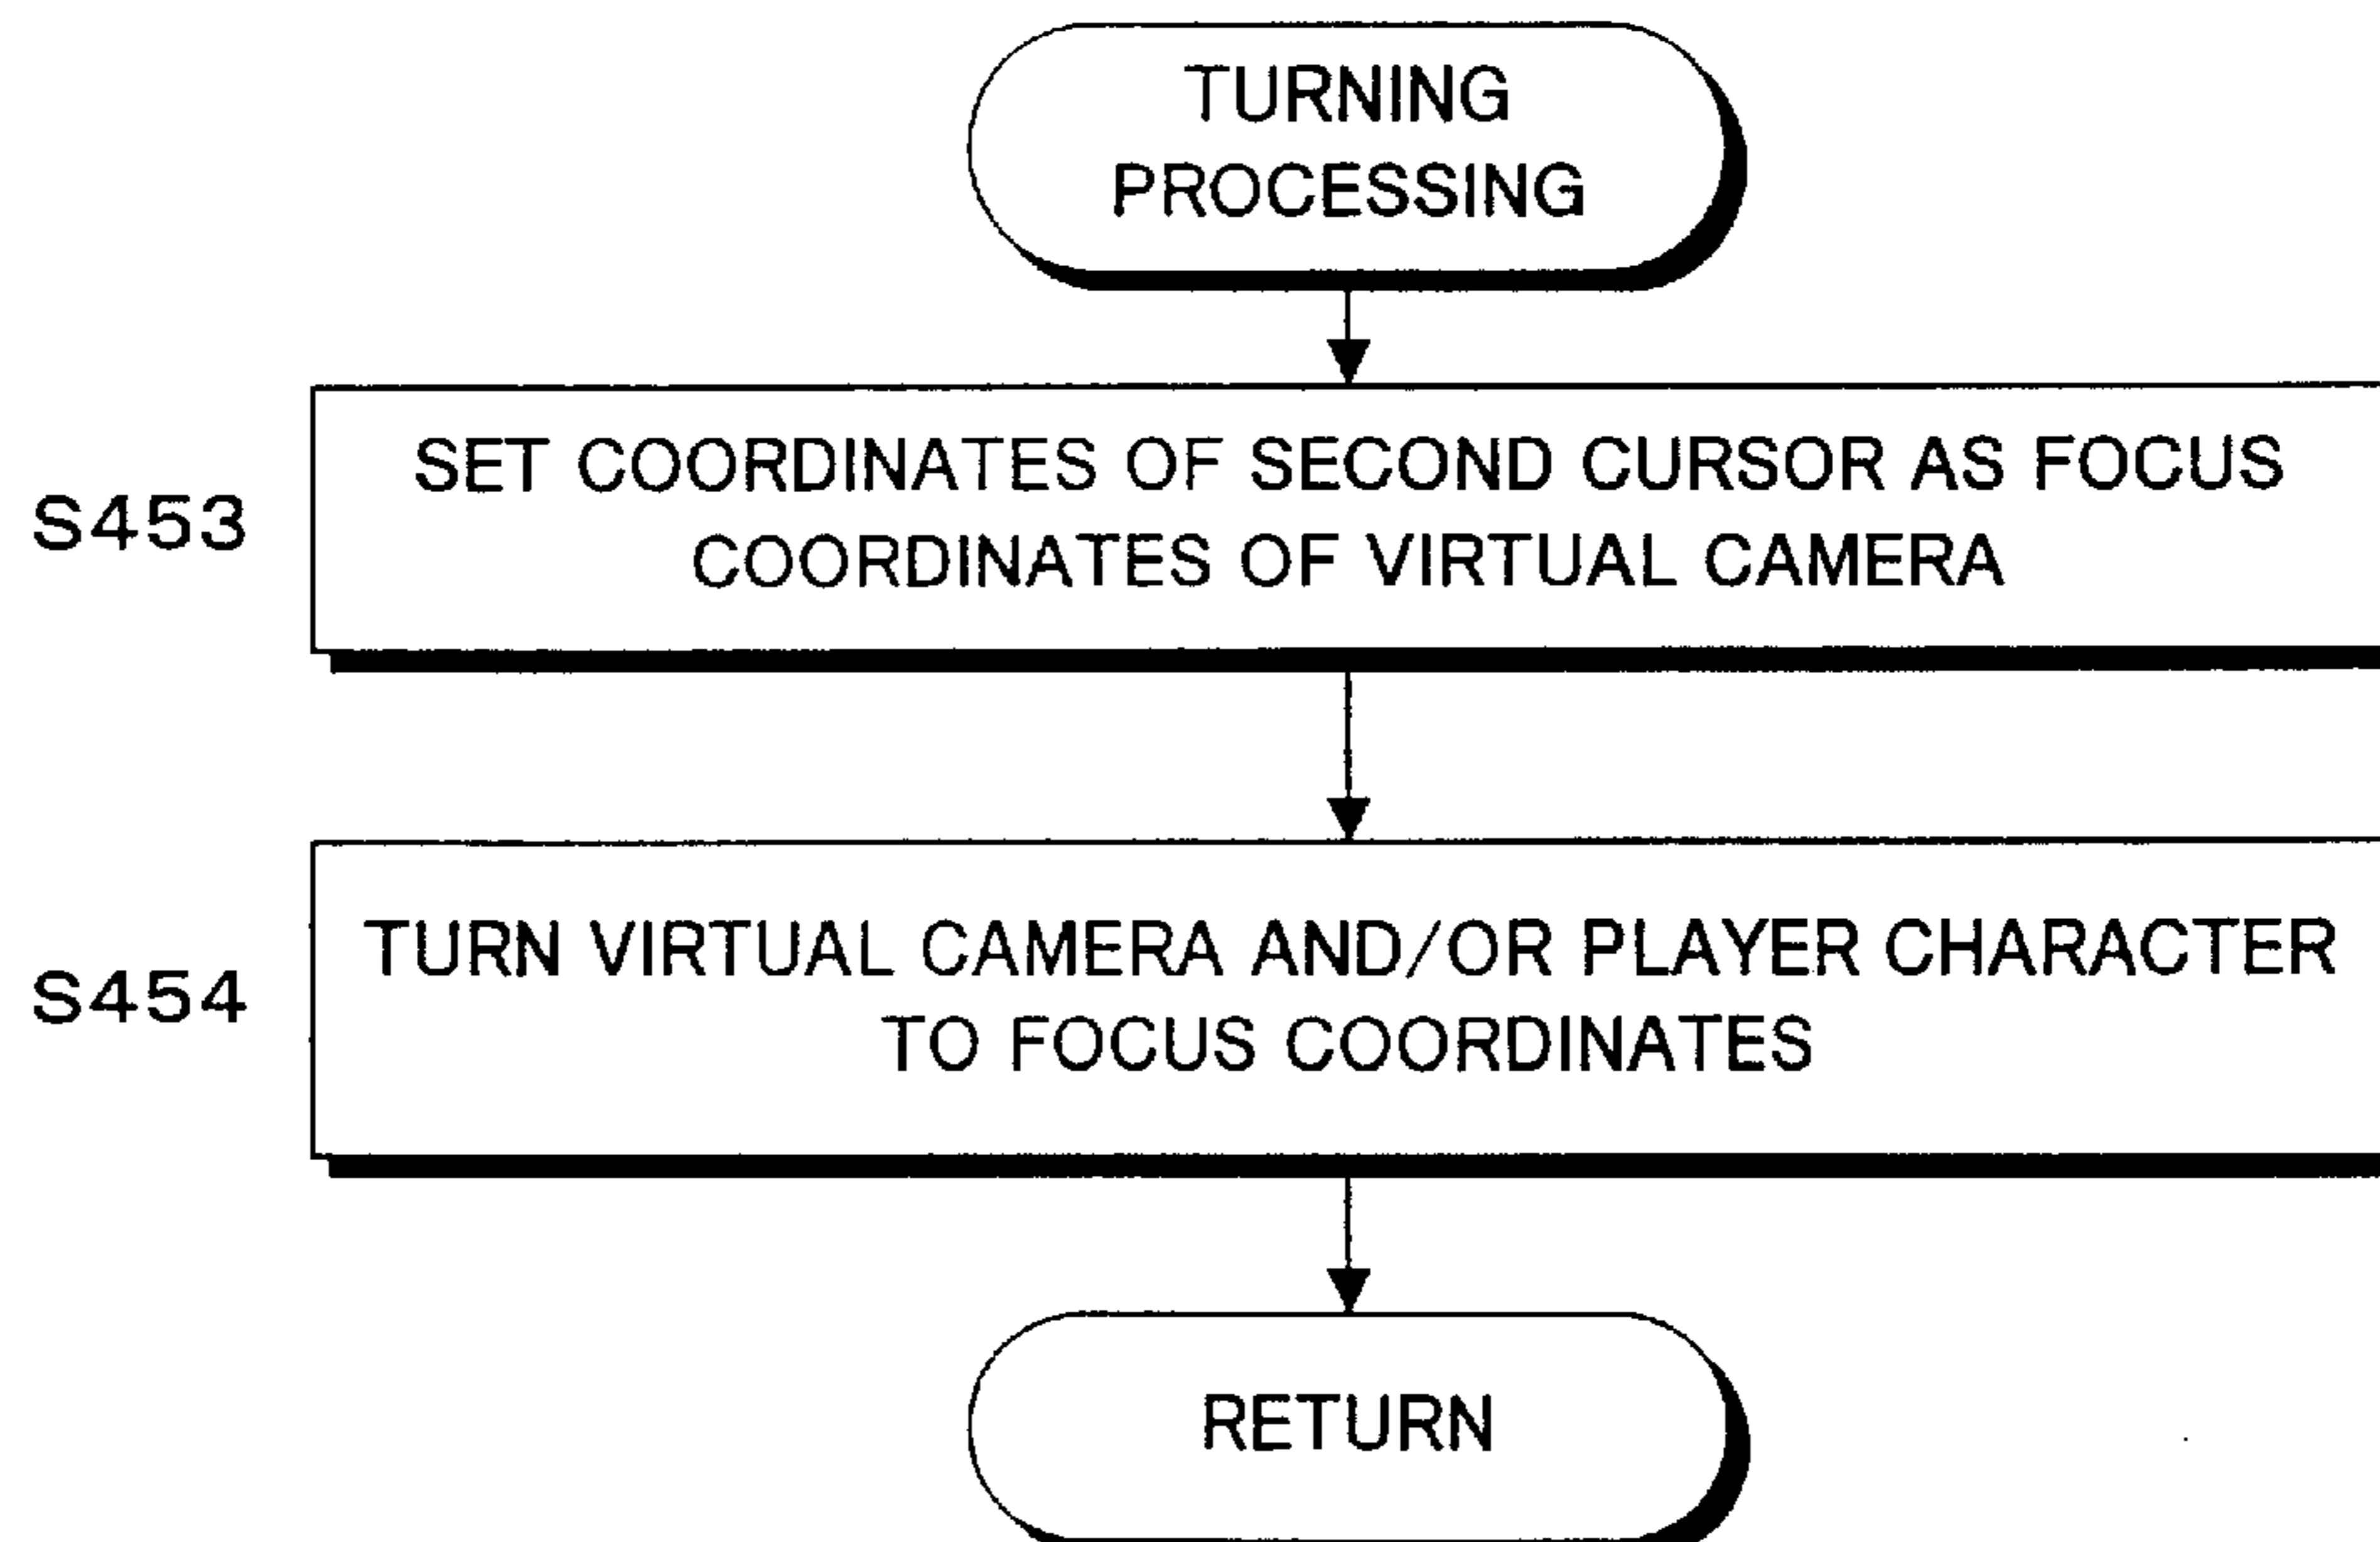 TURNING
PROCESSING
S453
SET COORDINATES OF SECOND CURSOR AS FOCUS
COORDINATES OF VIRTUAL CAMERA
S454
TURN VIRTUAL CAMERA AND/OR PLAYER CHARACTER
TO FOCUS COORDINATES
RETURN